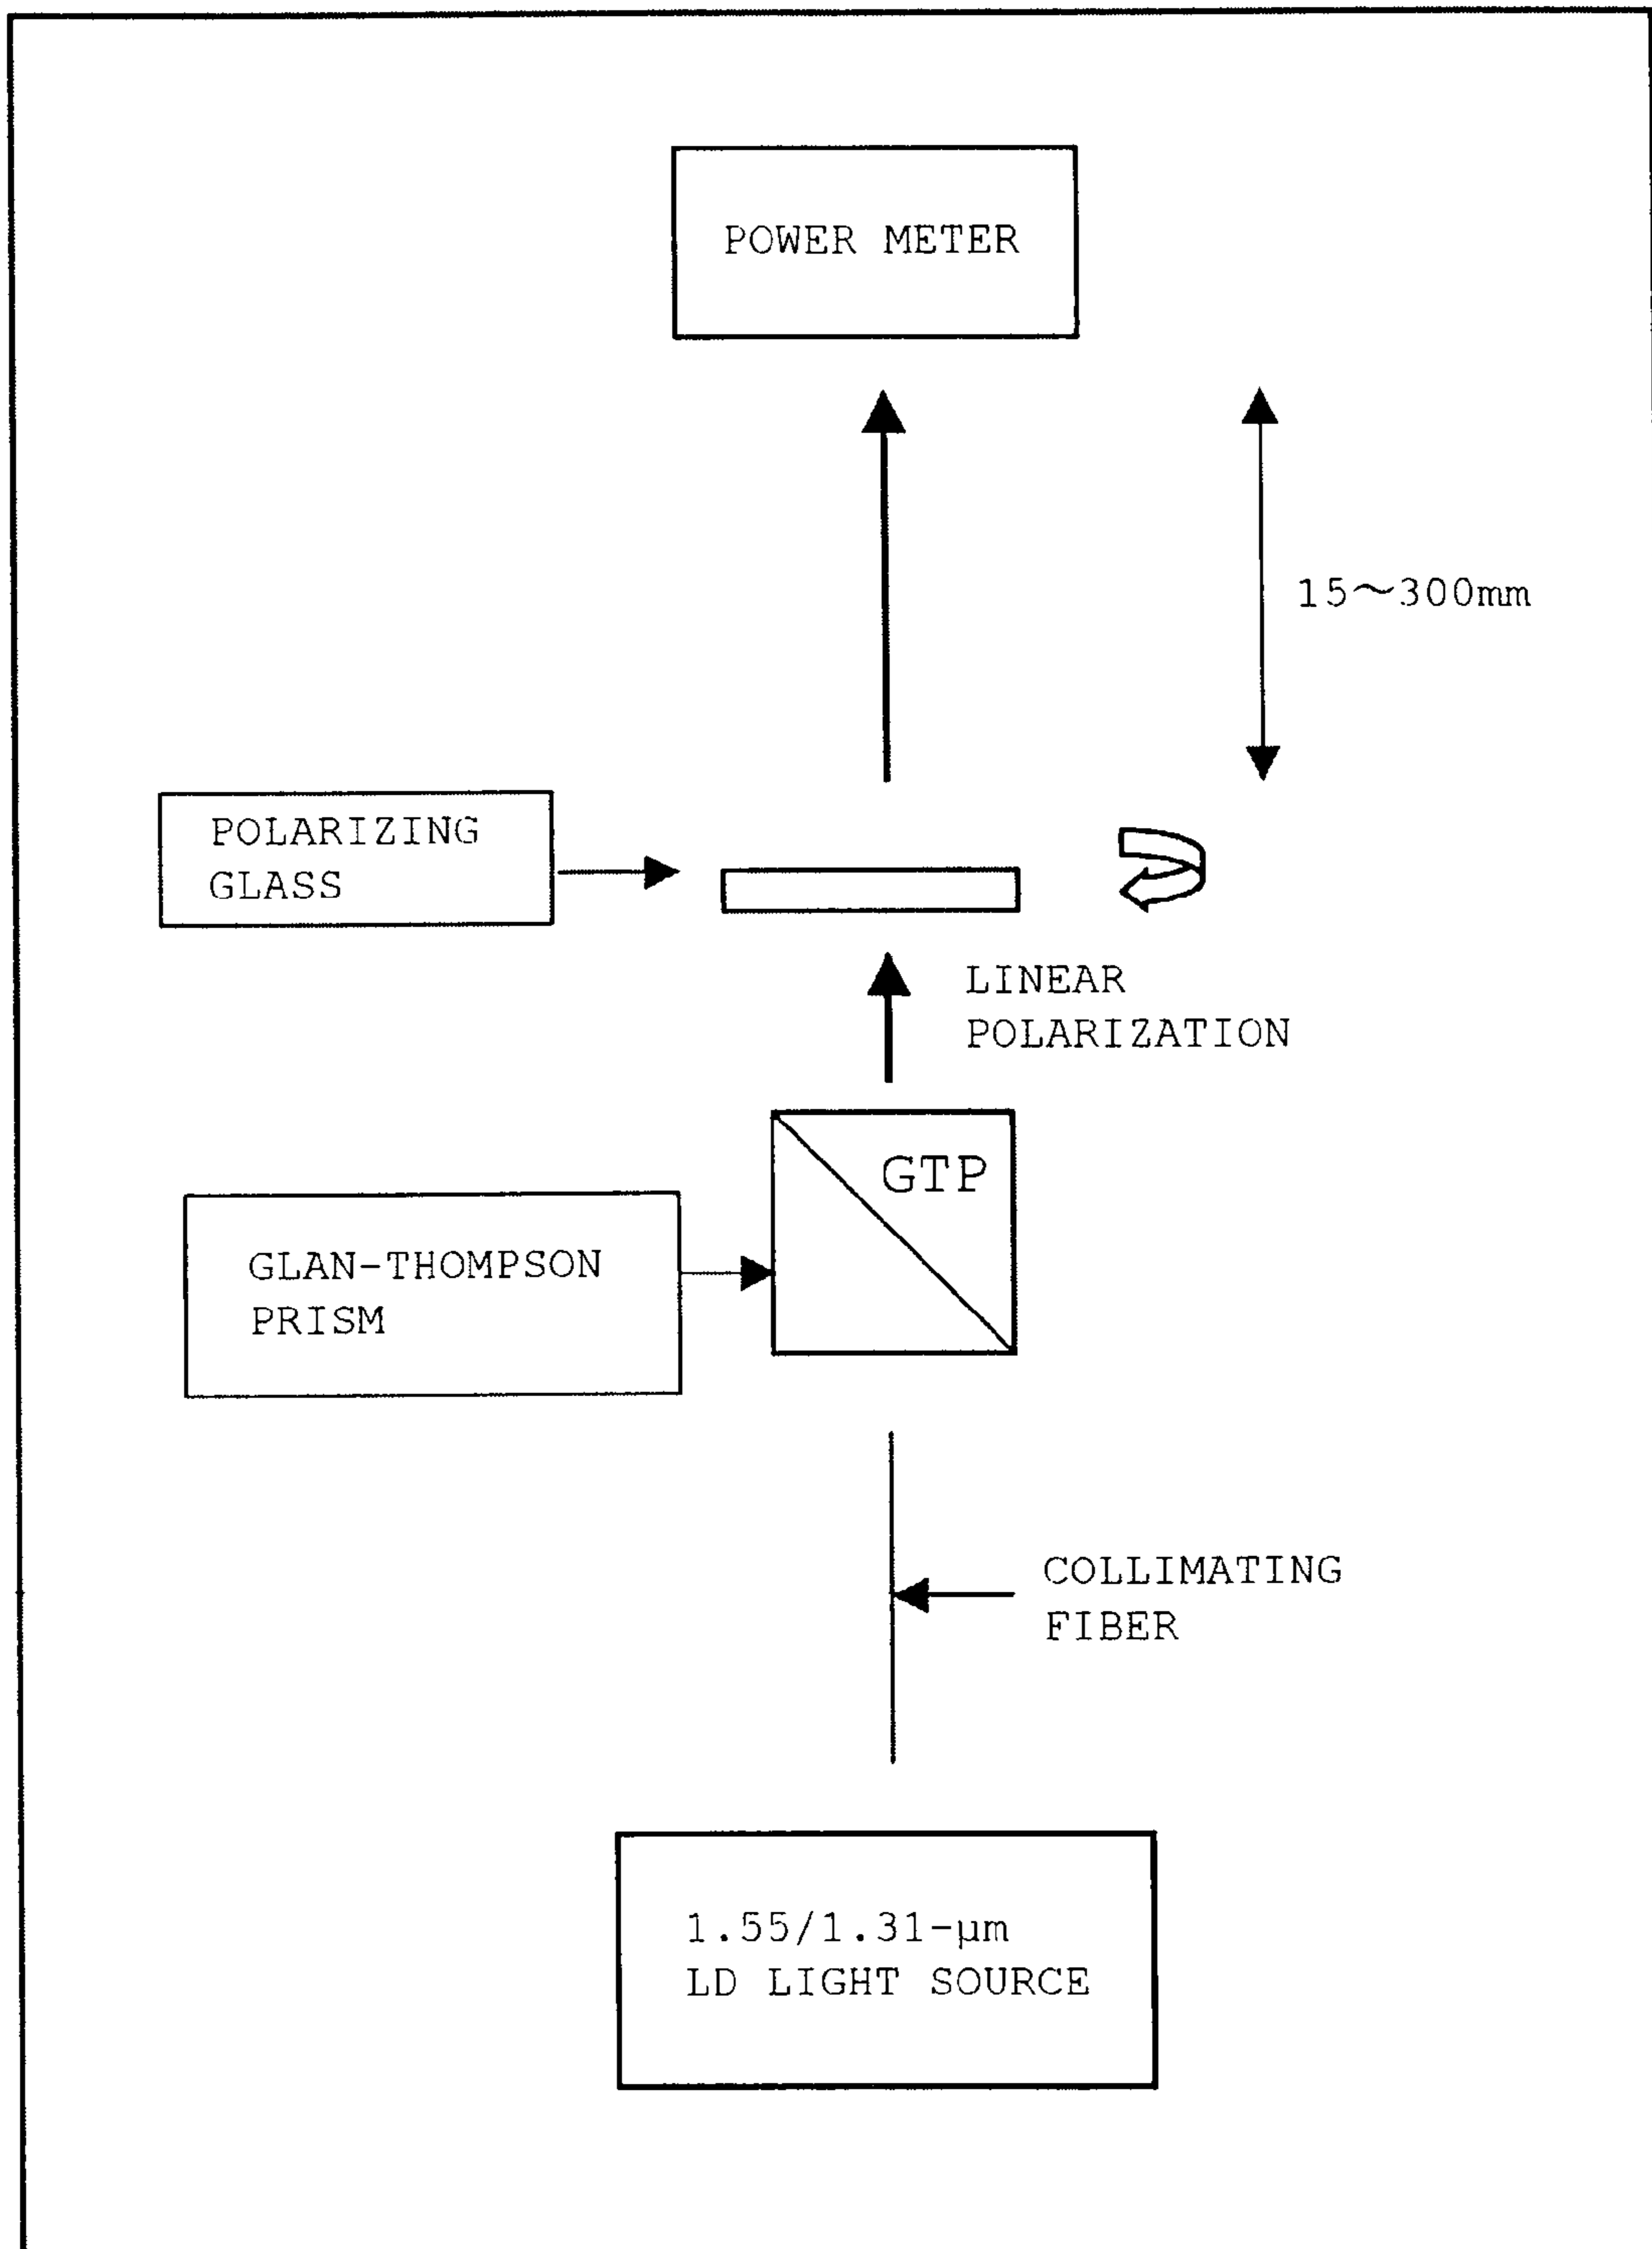 POWER METER
15～300mm
POLARIZING
GLASS
LINEAR
POLARIZATION
GTP
GLAN-THOMPSON
PRISM
COLLIMATING
FIBER
1.55/1.31-µm
LD LIGHT SOURCE